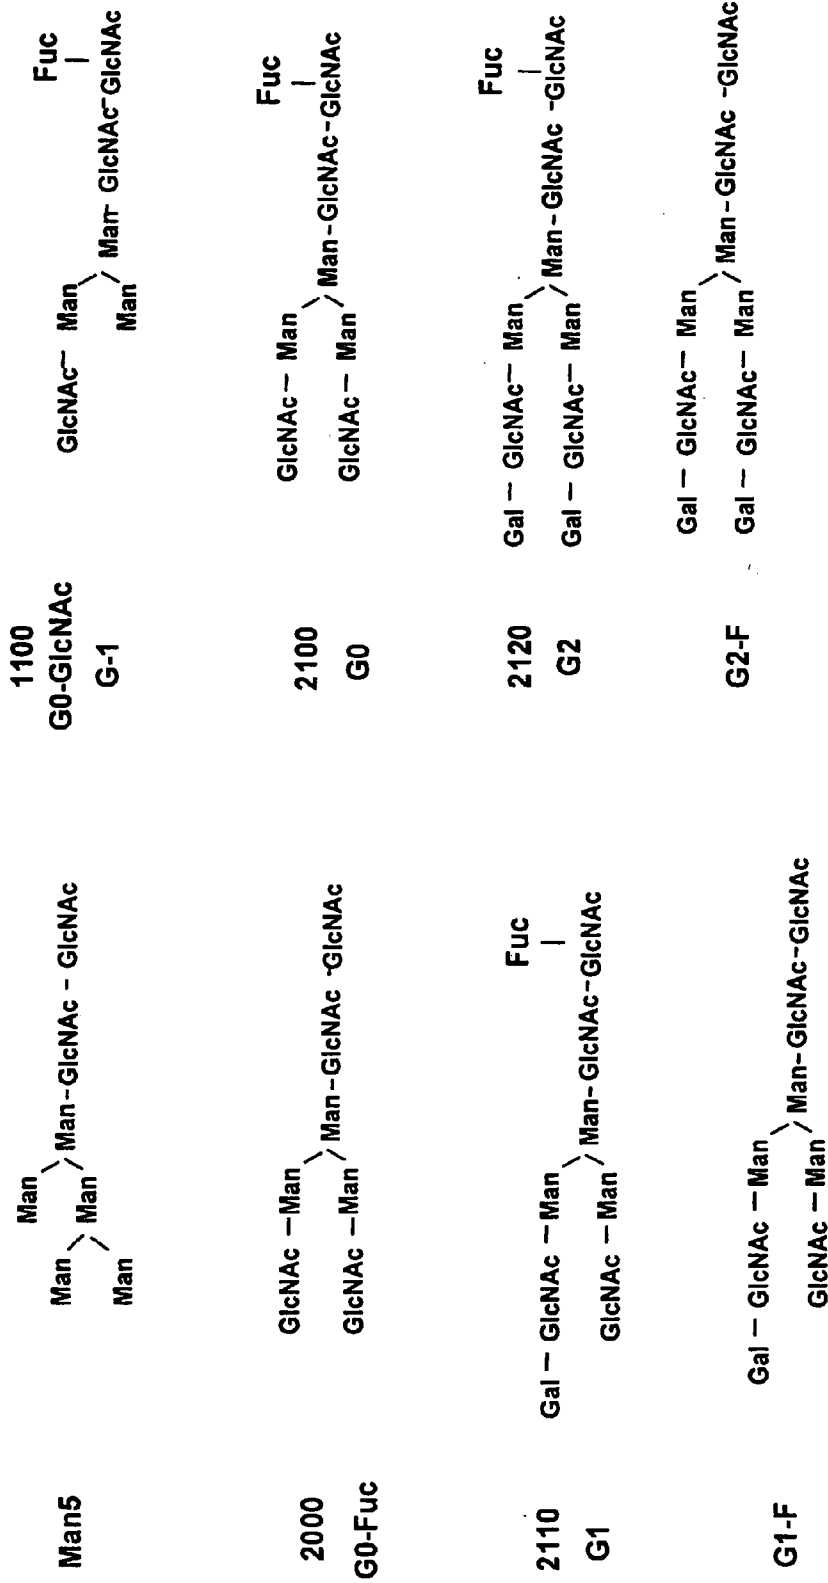 Man5
Man
Man
Man-GlcNAc - GlcNAc
Man
Man
1100
G0-GlcNAc
G-1
Fuc
GlcNAc — Man
Man- GlcNAc-GlcNAc
Man
2000
G0-Fuc
GlcNAc — Man
Man-GlcNAc -GlcNAc
GlcNAc — Man
2100
G0
Fuc
GlcNAc — Man
Man-GlcNAc-GlcNAc
GlcNAc — Man
2110
G1
Fuc
Gal — GlcNAc — Man
Man- GlcNAc-GlcNAc
GlcNAc — Man
2120
G2
Fuc
Gal — GlcNAc — Man
Man-GlcNAc -GlcNAc
Gal — GlcNAc — Man
G1-F
Gal — GlcNAc — Man
Man-GlcNAc-GlcNAc
GlcNAc — Man
G2-F
Gal — GlcNAc — Man
Man-GlcNAc -GlcNAc
Gal — GlcNAc — Man